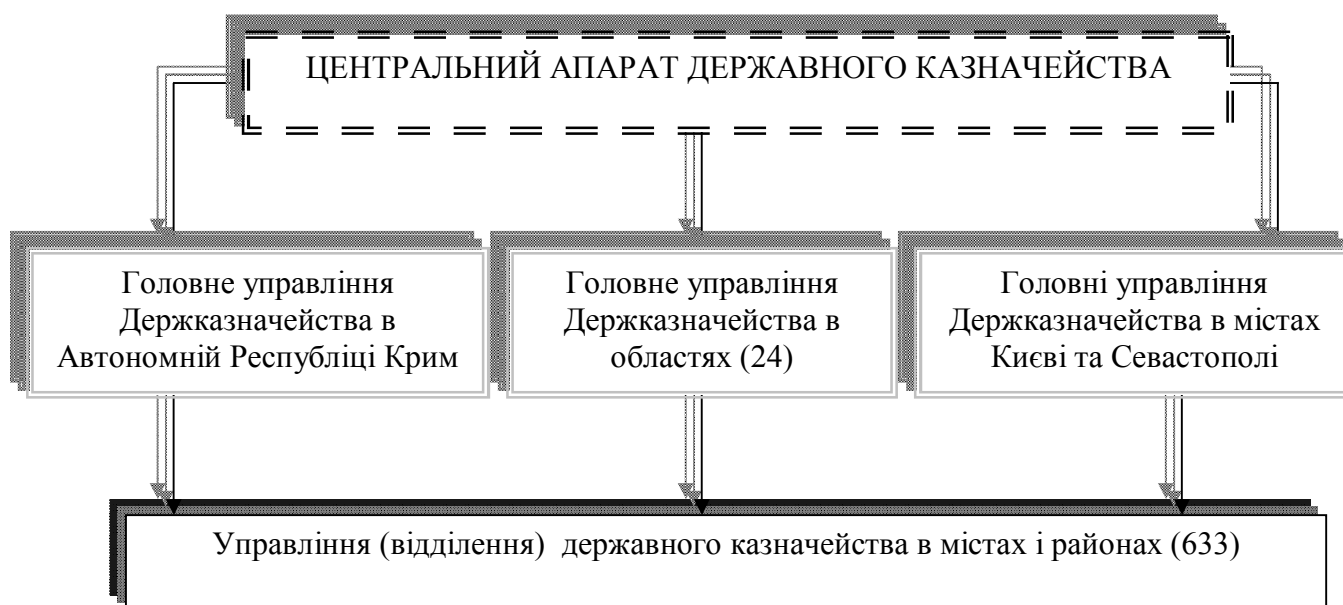 ЦЕНТРАЛЬНИЙ АПАРАТ ДЕРЖАВНОГО КАЗНАЧЕЙСТВА
Головне управління
Держказначейства в
Автономній Республіці Крим
Головне управління
Держказначейства в
областях (24)
Головні управління
Держказначейства в містах
Києві та Севастополі
Управління (відділення) державного казначейства в містах і районах (633)